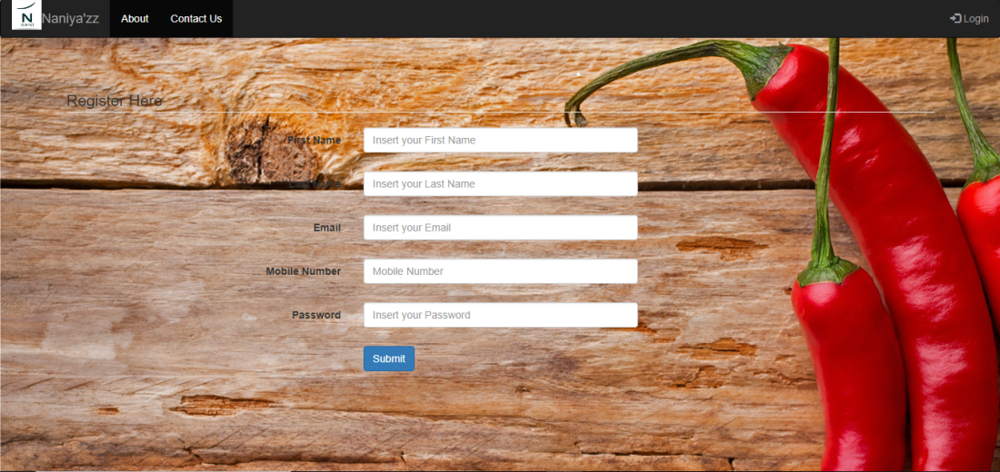 N
Naniya'zz About Contact Us Login
Register Here
First Name Insert your First Name
Last Name Insert your Last Name
Email Insert your Email
Mobile Number Mobile Number
Password Insert your Password
Submit